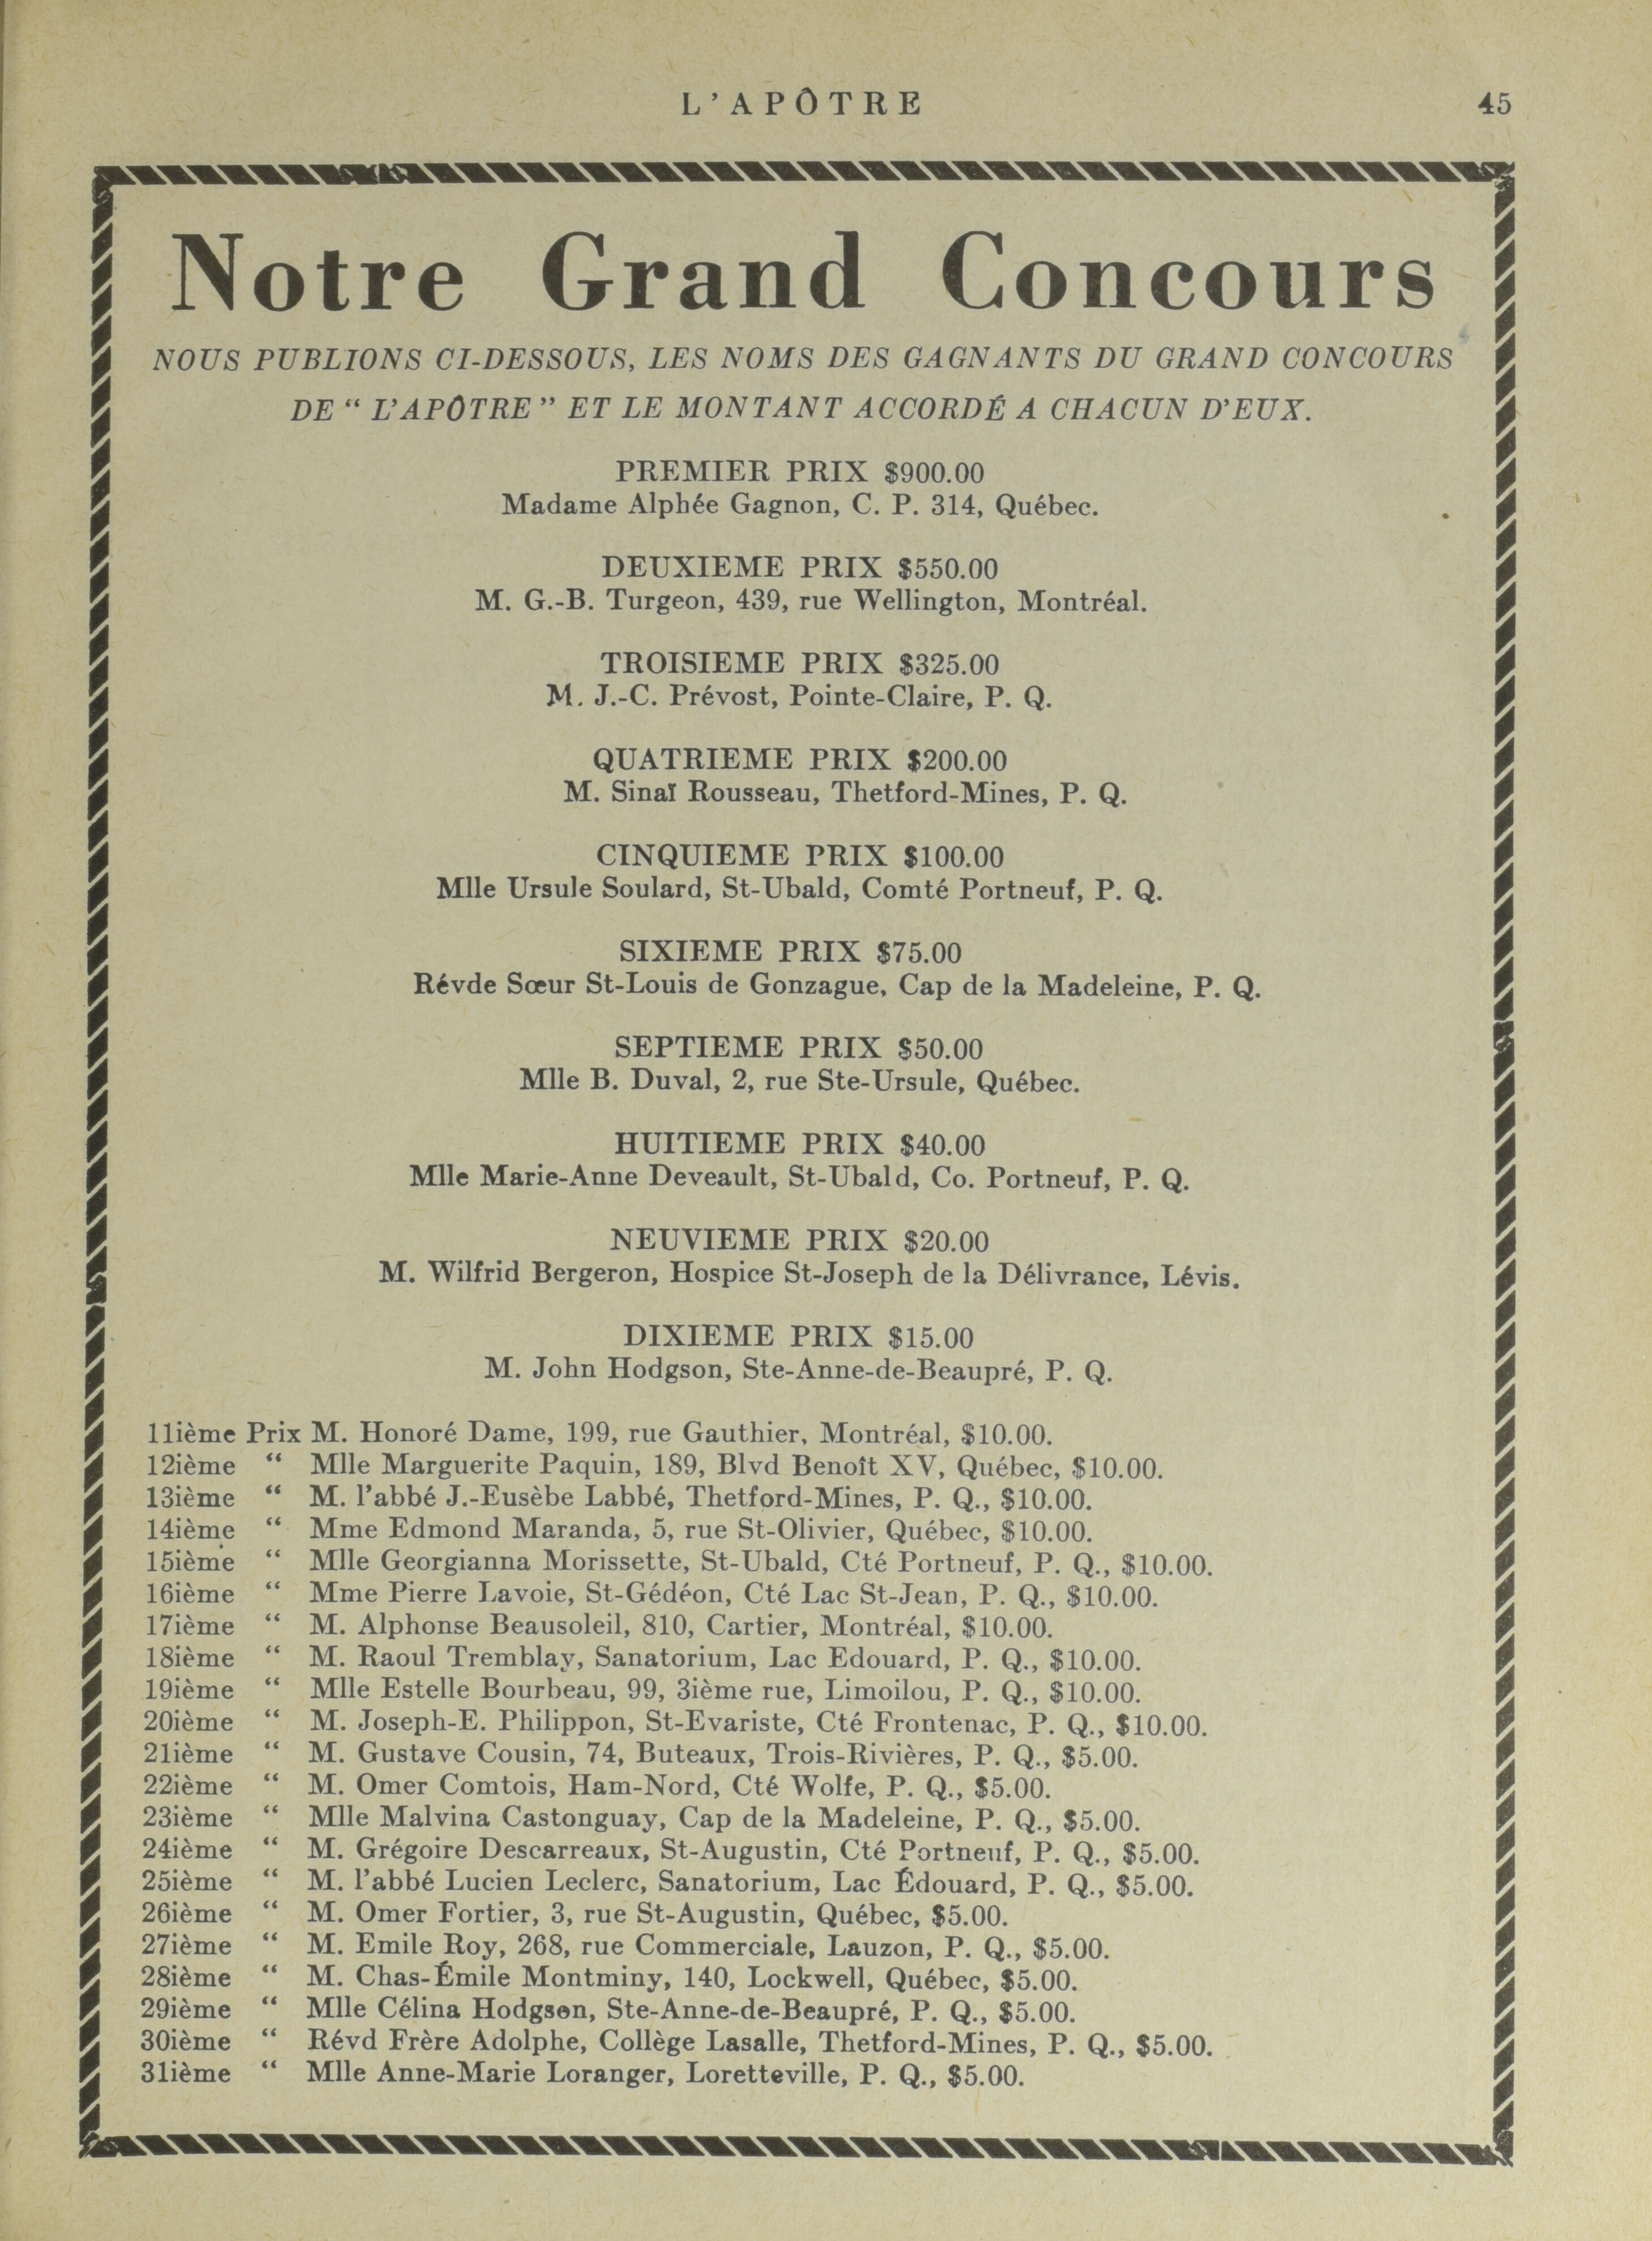 L'APÔTRE 45
Notre Grand Concours
NOUS PUBLIONS CI-DESSOUS, LES NOMS DES GAGNANTS DU GRAND CONCOURS
DE “ L'APÔTRE ” ET LE MONTANT ACCORDÉ A CHACUN D'EUX.
PREMIER PRIX $900.00
Madame Alphée Gagnon, C. P. 314, Québec.
DEUXIEME PRIX $550.00
M. G.-B. Turgeon, 439, rue Wellington, Montréal.
TROISIEME PRIX $325.00
M. J.-C. Prévost, Pointe-Claire, P. Q.
QUATRIEME PRIX $200.00
M. Sinaï Rousseau, Thetford-Mines, P. Q.
CINQUIEME PRIX $100.00
Mlle Ursule Soulard, St-Ubald, Comté Portneuf, P. Q.
SIXIEME PRIX $75.00
Révde Sœur St-Louis de Gonzague, Cap de la Madeleine, P. Q.
SEPTIEME PRIX $50.00
Mlle B. Duval, 2, rue Ste-Ursule, Québec.
HUITIEME PRIX $40.00
Mlle Marie-Anne Deveault, St-Ubald, Co. Portneuf, P. Q.
NEUVIEME PRIX $20.00
M. Wilfrid Bergeron, Hospice St-Joseph de la Délivrance, Lévis.
DIXIEME PRIX $15.00
M. John Hodgson, Ste-Anne-de-Beaupré, P. Q.
11ième Prix M. Honoré Dame, 199, rue Gauthier, Montréal, $10.00.
12ième “ Mlle Marguerite Paquin, 189, Blvd Benoît XV, Québec, $10.00.
13ième “ M. l'abbé J.-Eusèbe Labbé, Thetford-Mines, P. Q., $10.00.
14ième “ Mme Edmond Maranda, 5, rue St-Olivier, Québec, $10.00.
15ième “ Mlle Georgianna Morissette, St-Ubald, Cté Portneuf, P. Q., $10.00.
16ième “ Mme Pierre Lavoie, St-Gédéon, Cté Lac St-Jean, P. Q., $10.00.
17ième “ M. Alphonse Beausoleil, 810, Cartier, Montréal, $10.00.
18ième “ M. Raoul Tremblay, Sanatorium, Lac Edouard, P. Q., $10.00.
19ième “ Mlle Estelle Bourbeau, 99, 3ième rue, Limoilou, P. Q., $10.00.
20ième “ M. Joseph-E. Philippon, St-Evariste, Cté Frontenac, P. Q., $10.00.
21ième “ M. Gustave Cousin, 74, Buteaux, Trois-Rivières, P. Q., $5.00.
22ième “ M. Omer Comtois, Ham-Nord, Cté Wolfe, P. Q., $5.00.
23ième “ Mlle Malvina Castonguay, Cap de la Madeleine, P. Q., $5.00.
24ième “ M. Grégoire Descarreaux, St-Augustin, Cté Portneuf, P. Q., $5.00.
25ième “ M. l'abbé Lucien Leclerc, Sanatorium, Lac Édouard, P. Q., $5.00.
26ième “ M. Omer Fortier, 3, rue St-Augustin, Québec, $5.00.
27ième “ M. Emile Roy, 268, rue Commerciale, Lauzon, P. Q., $5.00.
28ième “ M. Chas-Émile Montminy, 140, Lockwell, Québec, $5.00.
29ième “ Mlle Célina Hodgson, Ste-Anne-de-Beaupré, P. Q., $5.00.
30ième “ Révd Frère Adolphe, Collège Lasalle, Thetford-Mines, P. Q., $5.00.
31ième “ Mlle Anne-Marie Loranger, Loretteville, P. Q., $5.00.